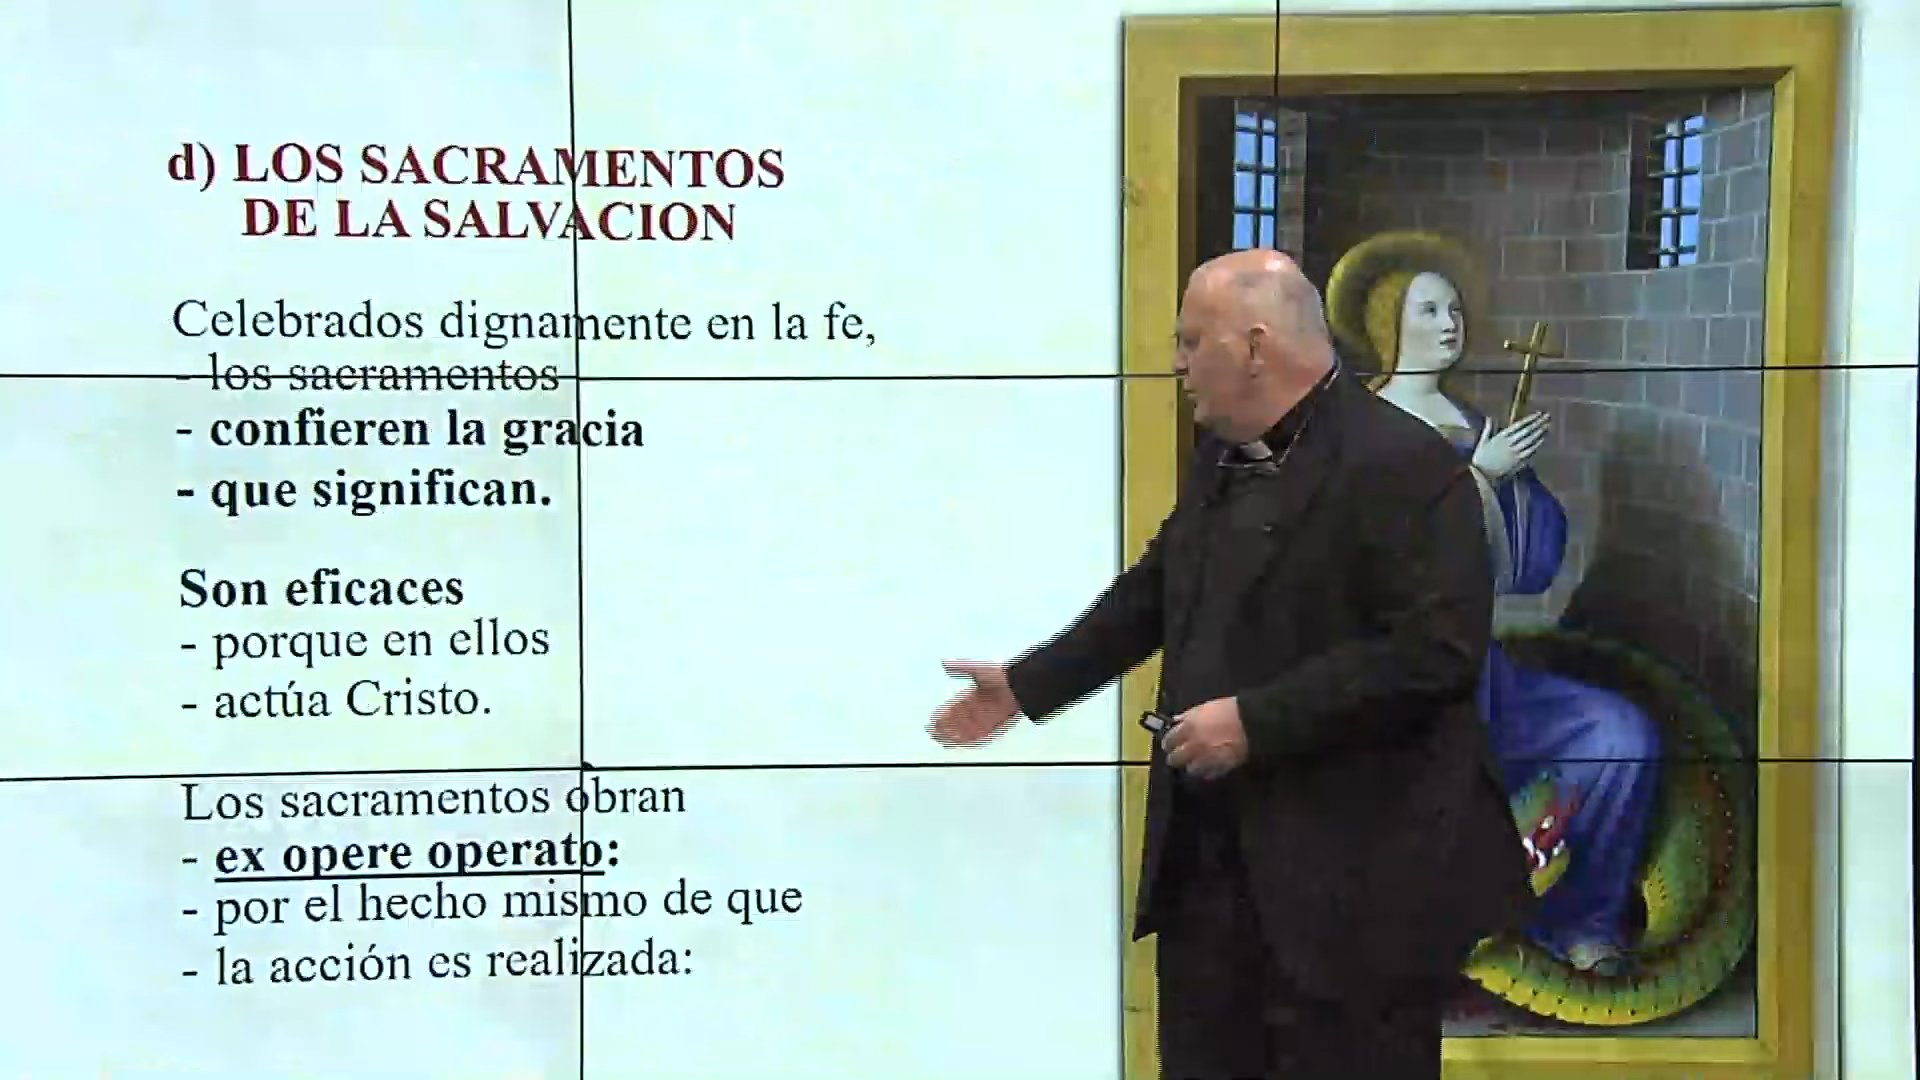 d) LOS SACRAMENTOS
DE LA SALVACION
Celebrados dignamente en la fe,
- los sacramentos
- confieren la gracia
- que significan.
Son eficaces
- porque en ellos
- actúa Cristo.
Los sacramentos obran
- ex opere operato:
- por el hecho mismo de que
- la acción es realizada: